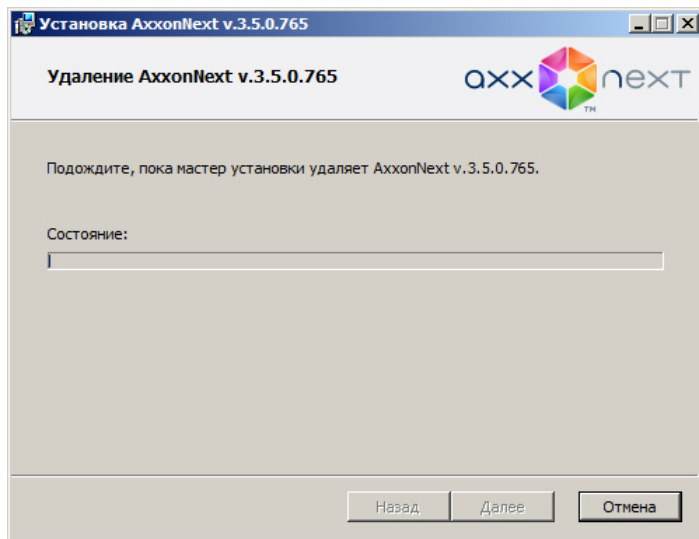 Установка AxxonNext v.3.5.0.765
Удаление AxxonNext v.3.5.0.765
axx next
TM
Подождите, пока мастер установки удаляет AxxonNext v.3.5.0.765.
Состояние:
Назад
Далее
Отмена